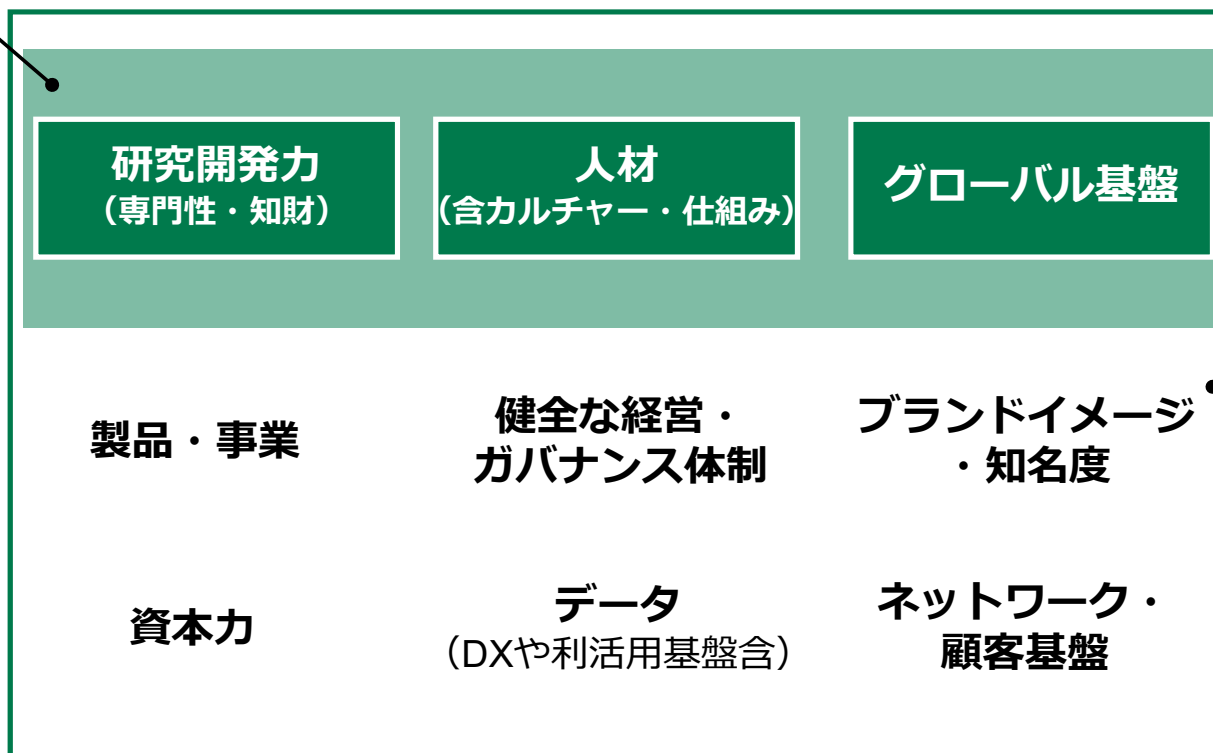 研究開発力
（専門性・知財）
人材
（含カルチャー・仕組み）
グローバル基盤
製品・事業
健全な経営・
ガバナンス体制
ブランドイメージ
・知名度
資本力
データ
（DXや利活用基盤含）
ネットワーク・
顧客基盤